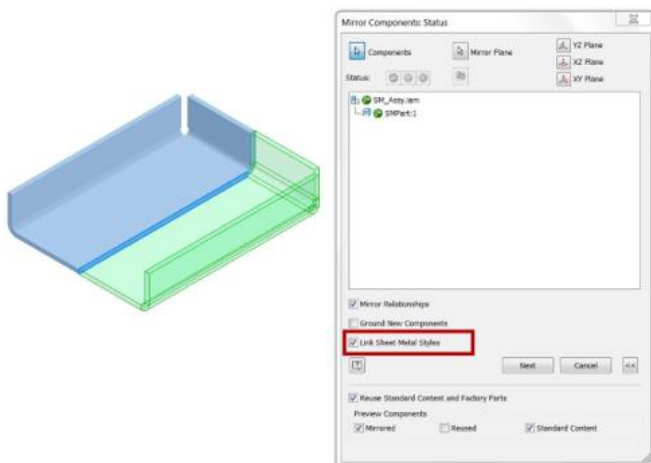 Mirror Components: Status
Components
Mirror Plane
YZ Plane
XZ Plane
XY Plane
Status:
SM_Assy.iam
SMPart:1
Mirror Relationships
Ground New Components
Link Sheet Metal Styles
Next
Cancel
<<
Reuse Standard Content and Factory Parts
Preview Components
Mirrored
Reused
Standard Content